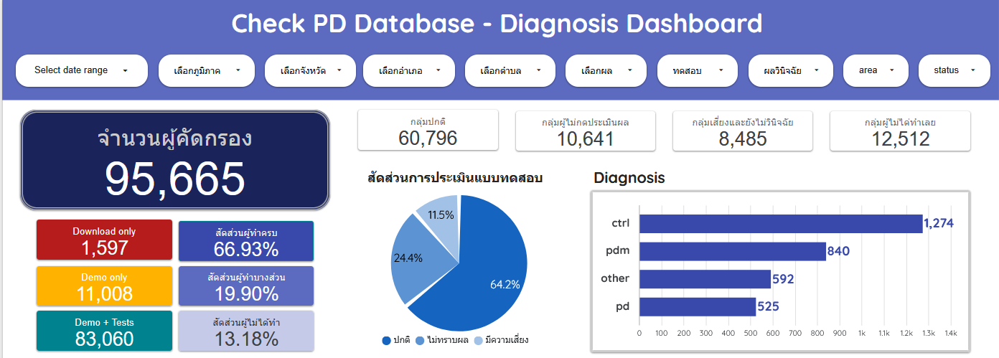 Check PD Database - Diagnosis Dashboard
Select date range
เลือกภูมิภาค
เลือกจังหวัด
เลือกอำเภอ
เลือกตำบล
เลือกผล
ทดสอบ
ผลวินิจฉัย
area
status
จำนวนผู้คัดกรอง
95,665
กลุ่มปกติ
60,796
กลุ่มผู้ไม่กดประเมินผล
10,641
กลุ่มเสี่ยงและยังไม่วินิจฉัย
8,485
กลุ่มผู้ไม่ได้ทำเลย
12,512
Download only
1,597
สัดส่วนผู้ทำครบ
66.93%
Demo only
11,008
สัดส่วนผู้ทำบางส่วน
19.90%
Demo + Tests
83,060
สัดส่วนผู้ไม่ได้ทำ
13.18%
สัดส่วนการประเมินแบบทดสอบ
11.5%
24.4%
64.2%
ปกติ
ไม่ทราบผล
มีความเสี่ยง
Diagnosis
ctrl 1,274
pdm 840
other 592
pd 525
0 100 200 300 400 500 600 700 800 900 1k 1.1k 1.2k 1.3k 1.4k